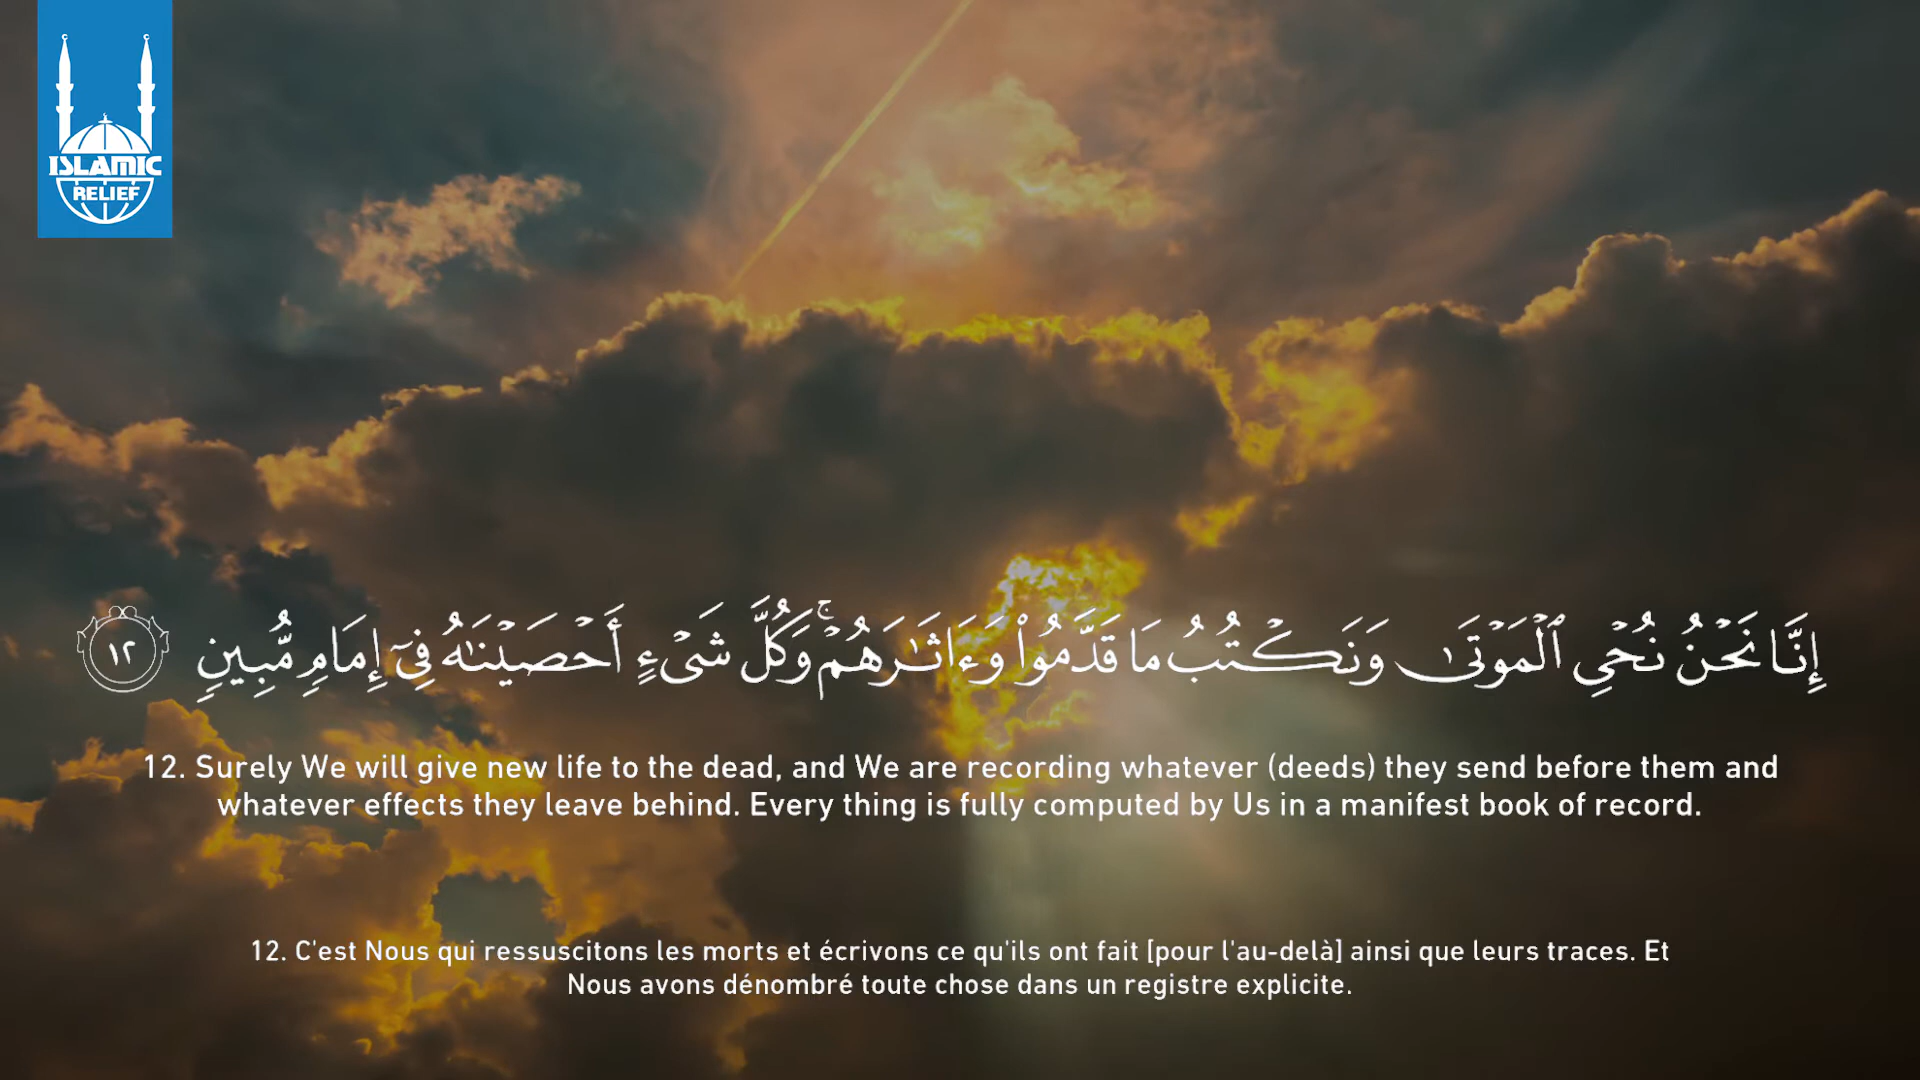 ISLAMIC
RELIEF
إِنَّا نَحْنُ نُحْىِ ٱلْمَوْتَىٰ وَنَكْتُبُ مَا قَدَّمُوا۟ وَءَاثَـٰرَهُمْ ۚ وَكُلَّ شَىْءٍ أَحْصَيْنَـٰهُ فِىٓ إِمَامٍ مُّبِينٍ ١٢
12. Surely We will give new life to the dead, and We are recording whatever (deeds) they send before them and
whatever effects they leave behind. Every thing is fully computed by Us in a manifest book of record.
12. C'est Nous qui ressuscitons les morts et écrivons ce qu'ils ont fait [pour l'au-delà] ainsi que leurs traces. Et
Nous avons dénombré toute chose dans un registre explicite.